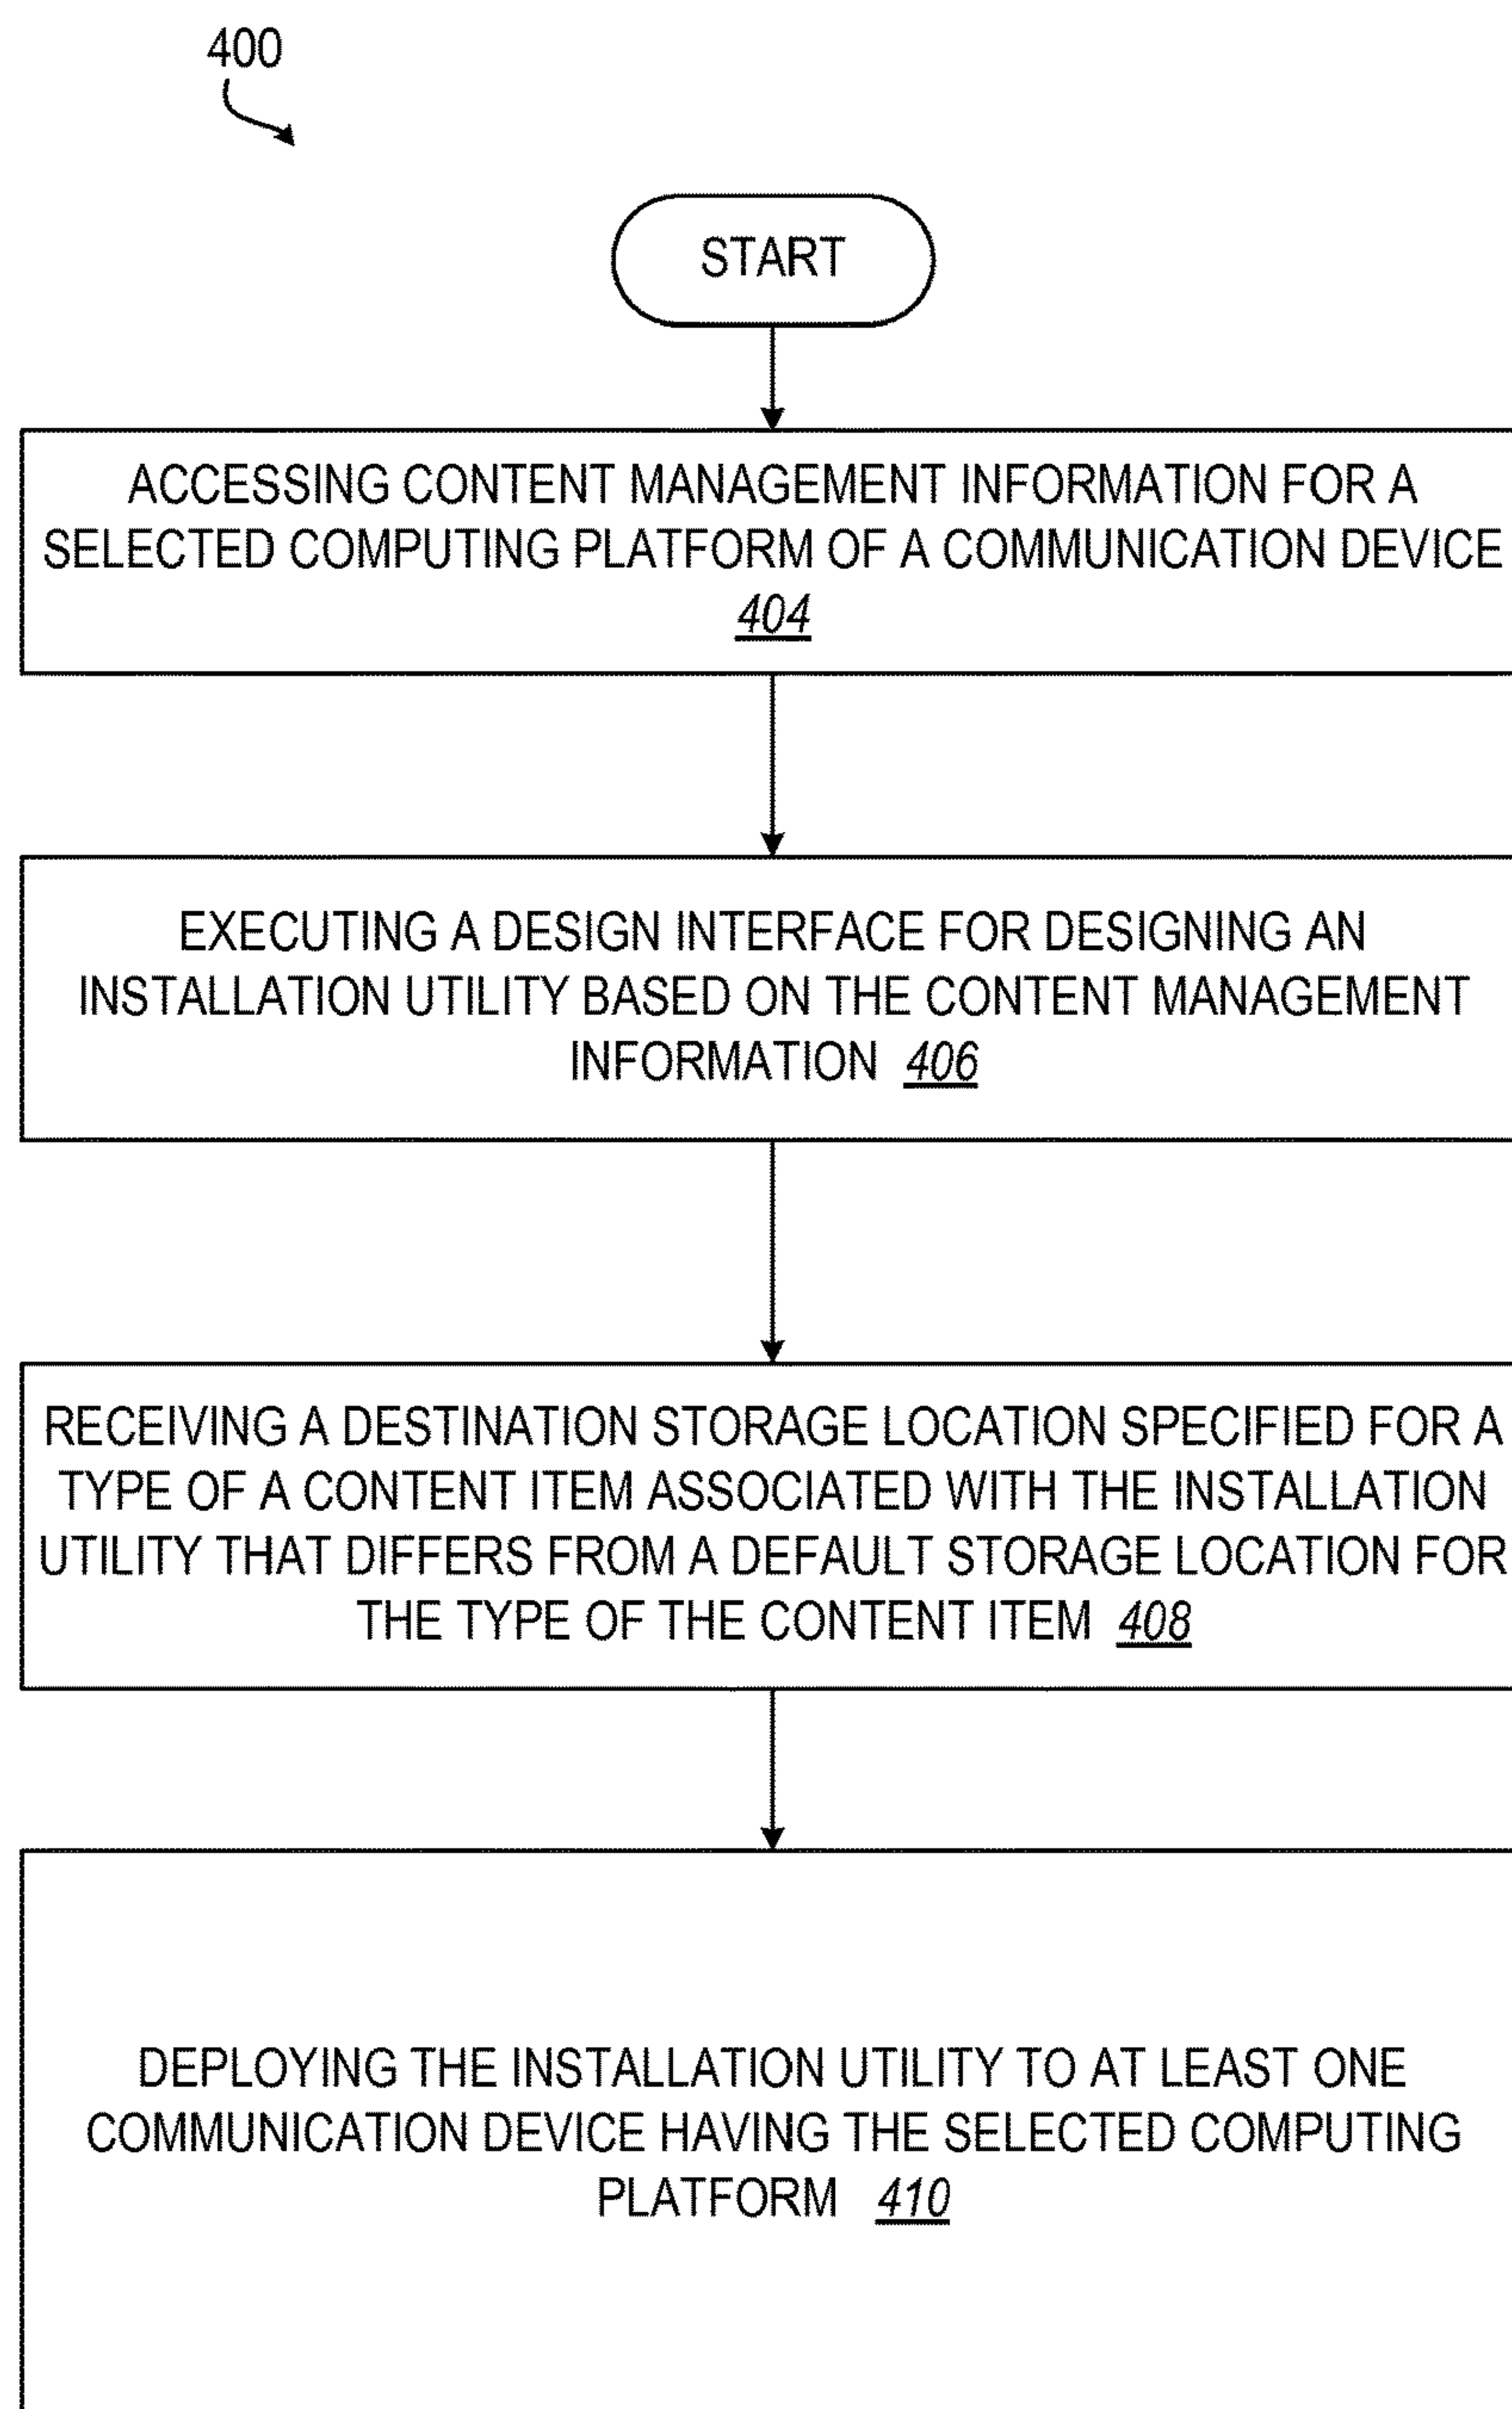 400
START
ACCESSING CONTENT MANAGEMENT INFORMATION FOR A
SELECTED COMPUTING PLATFORM OF A COMMUNICATION DEVICE
404
EXECUTING A DESIGN INTERFACE FOR DESIGNING AN
INSTALLATION UTILITY BASED ON THE CONTENT MANAGEMENT
INFORMATION 406
RECEIVING A DESTINATION STORAGE LOCATION SPECIFIED FOR A
TYPE OF A CONTENT ITEM ASSOCIATED WITH THE INSTALLATION
UTILITY THAT DIFFERS FROM A DEFAULT STORAGE LOCATION FOR
THE TYPE OF THE CONTENT ITEM 408
DEPLOYING THE INSTALLATION UTILITY TO AT LEAST ONE
COMMUNICATION DEVICE HAVING THE SELECTED COMPUTING
PLATFORM 410